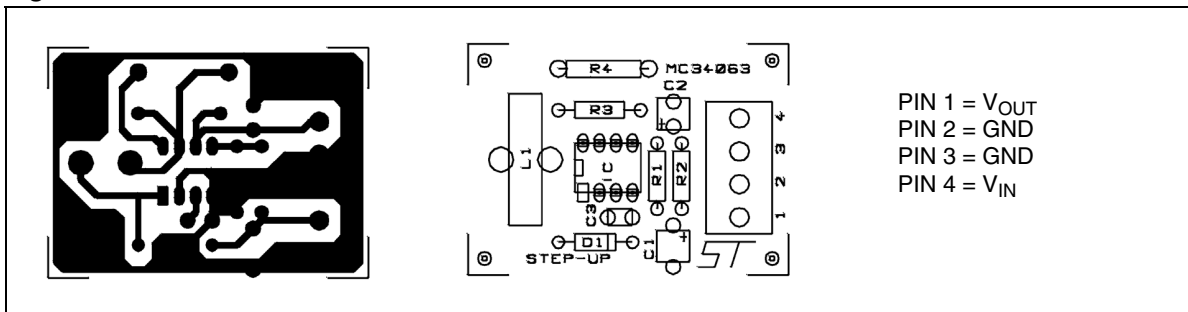 R4
MC34063
C2
R3
L1
IC
R1
R2
4
3
2
1
C3
D1
C1
STEP-UP
ST
PIN 1 = VOUT
PIN 2 = GND
PIN 3 = GND
PIN 4 = VIN